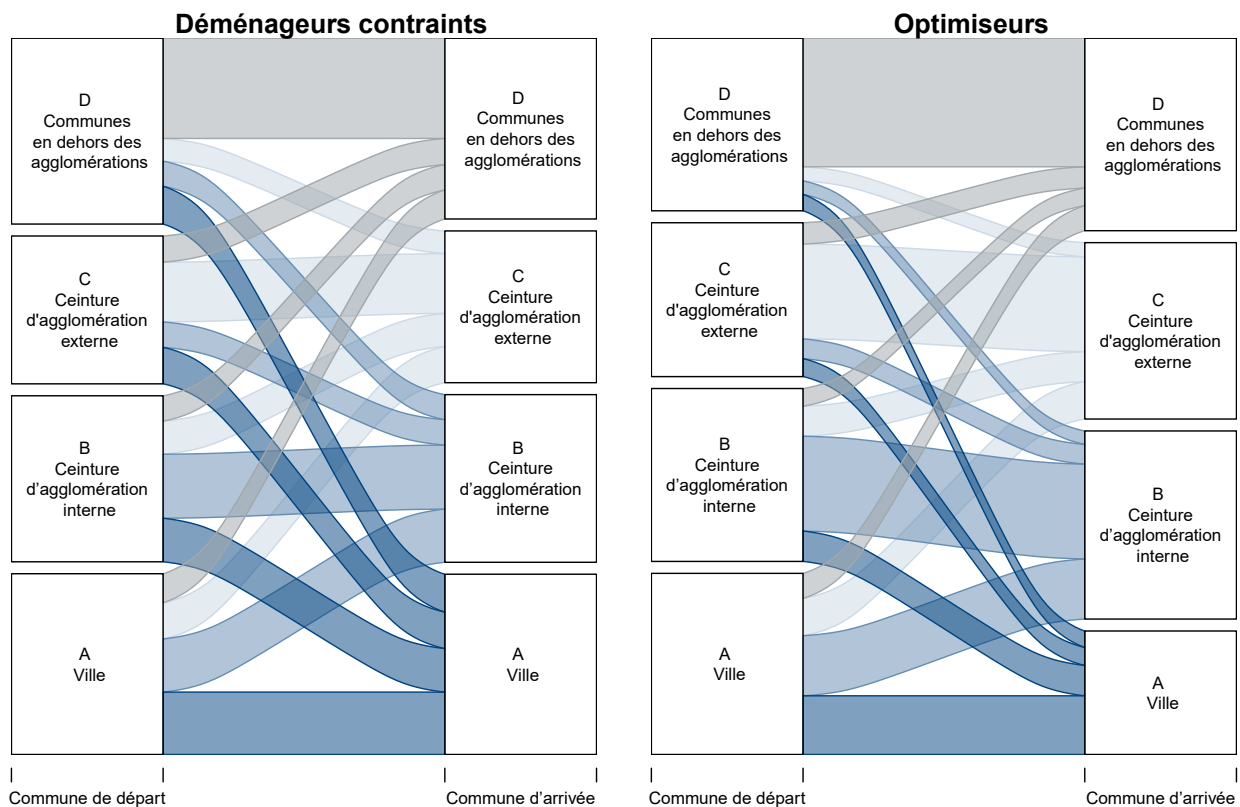 Déménageurs contraints
D
Communes
en dehors des
agglomérations
C
Ceinture
d'agglomération
externe
B
Ceinture
d’agglomération
interne
A
Ville
D
Communes
en dehors des
agglomérations
C
Ceinture
d'agglomération
externe
B
Ceinture
d’agglomération
interne
A
Ville
Commune de départ
Commune d’arrivée
Optimiseurs
D
Communes
en dehors des
agglomérations
C
Ceinture
d'agglomération
externe
B
Ceinture
d’agglomération
interne
A
Ville
D
Communes
en dehors des
agglomérations
C
Ceinture
d'agglomération
externe
B
Ceinture
d’agglomération
interne
A
Ville
Commune de départ
Commune d’arrivée